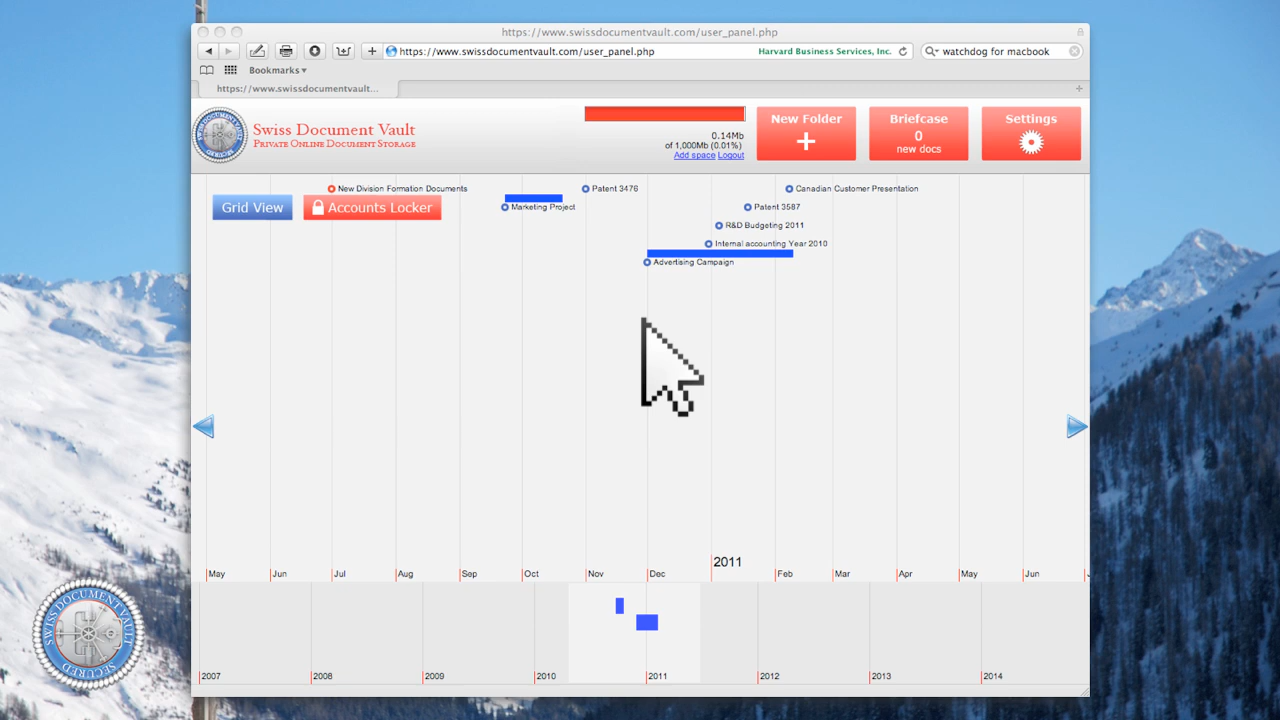 https://www.swissdocumentvault.com/user_panel.php
https://www.swissdocumentvault.com/user_panel.php
Harvard Business Services, Inc.
watchdog for macbook
Bookmarks
https://www.swissdocumentvault...
Swiss Document Vault
Private Online Document Storage
0.14Mb
of 1,000Mb (0.01%)
Add space Logout
New Folder
+
Briefcase
0
new docs
Settings
New Division Formation Documents
Patent 3476
Canadian Customer Presentation
Grid View
Accounts Locker
Marketing Project
Patent 3587
R&D Budgeting 2011
Internal accounting Year 2010
Advertising Campaign
2011
May Jun Jul Aug Sep Oct Nov Dec Feb Mar Apr May Jun
2007 2008 2009 2010 2011 2012 2013 2014
SWISS DOCUMENT VAULT
SECURED